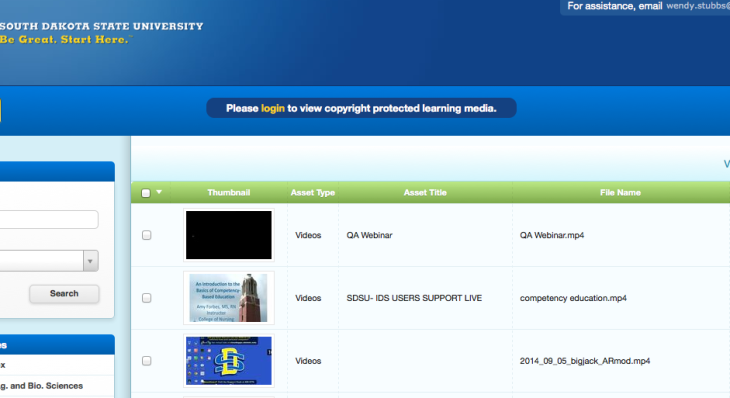 For assistance, email wendy.stubbs@
SOUTH DAKOTA STATE UNIVERSITY
Be Great. Start Here.™
Please login to view copyright protected learning media.
V
Thumbnail Asset Type Asset Title File Name
Videos QA Webinar QA Webinar.mp4
Search
An introduction to the
Basics of Competency-
Based Education
Amy Forbes, MS, RN
Instructor
College of Nursing
Videos SDSU- IDS USERS SUPPORT LIVE competency education.mp4
es
x
g. and Bio. Sciences
Videos 2014_09_05_bigjack_ARmod.mp4